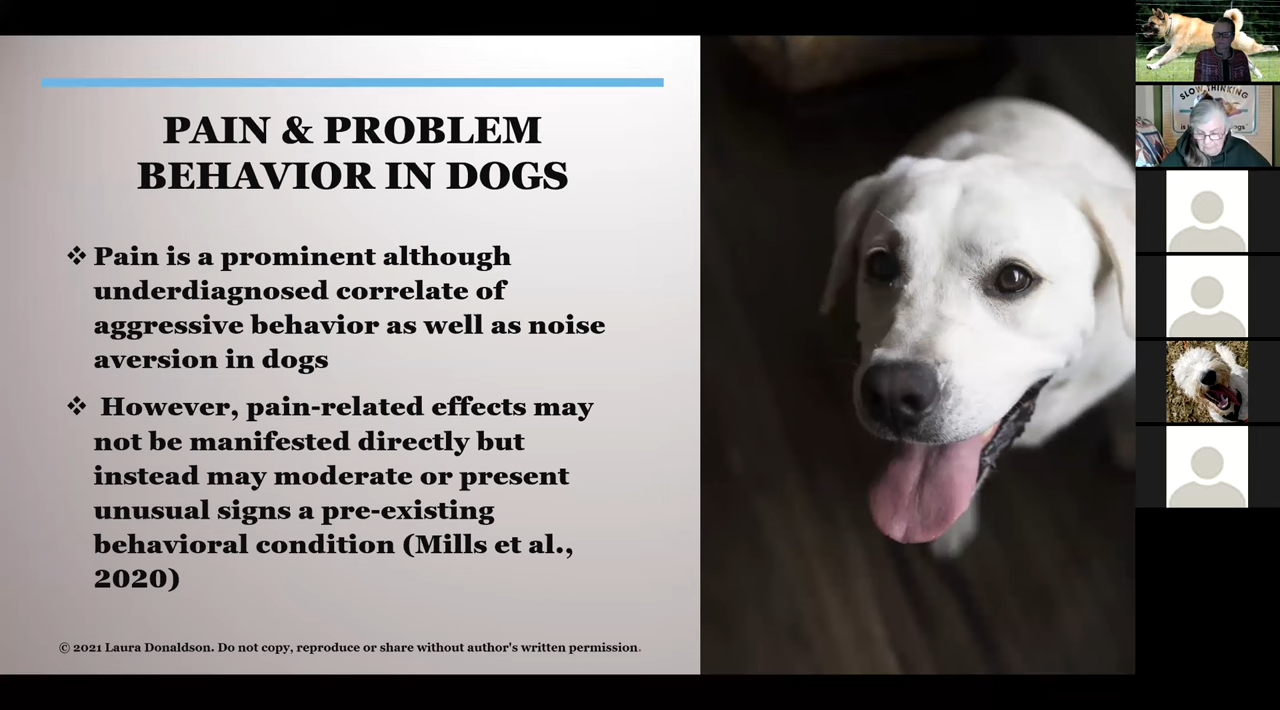 PAIN & PROBLEM
BEHAVIOR IN DOGS
❖ Pain is a prominent although
underdiagnosed correlate of
aggressive behavior as well as noise
aversion in dogs
❖ However, pain-related effects may
not be manifested directly but
instead may moderate or present
unusual signs a pre-existing
behavioral condition (Mills et al.,
2020)
© 2021 Laura Donaldson. Do not copy, reproduce or share without author's written permission.
SLOW THINKING
is